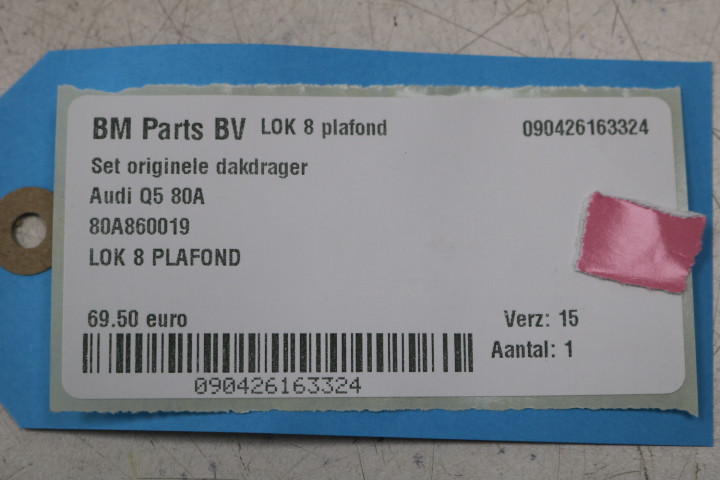 BM Parts BV LOK 8 plafond 090426163324
Set originele dakdrager
Audi Q5 80A
80A860019
LOK 8 PLAFOND
69.50 euro Verz: 15
Aantal: 1
090426163324